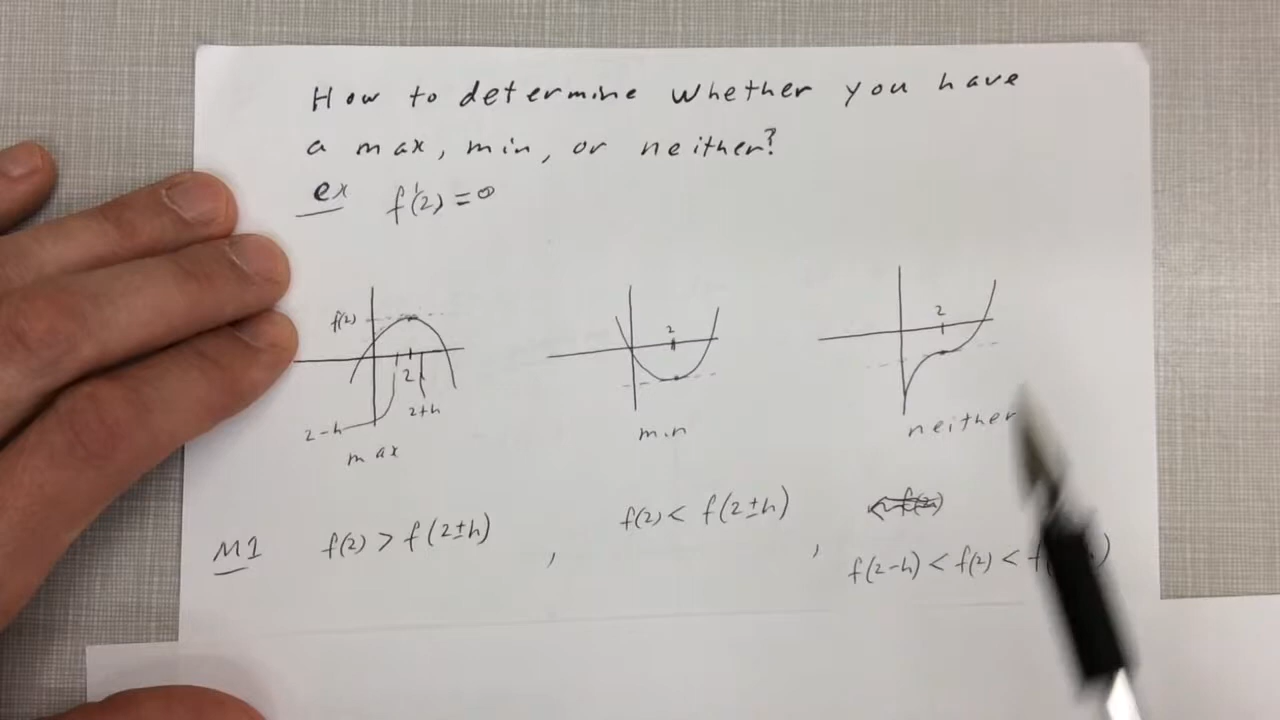 How to determine whether you have
a max, min, or neither?
ex f'(2) = 0
f(2)
2
2-h
2+h
max
2
min
2
neither
M1 f(2) > f(2±h) , f(2) < f(2±h) , f(2-h) < f(2) <